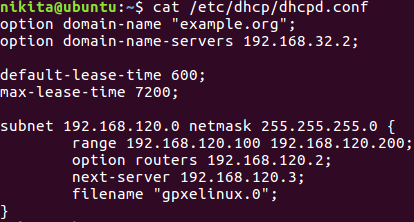 nikita@ubuntu:~$ cat /etc/dhcp/dhcpd.conf
option domain-name "example.org";
option domain-name-servers 192.168.32.2;

default-lease-time 600;
max-lease-time 7200;

subnet 192.168.120.0 netmask 255.255.255.0 {
        range 192.168.120.100 192.168.120.200;
        option routers 192.168.120.2;
        next-server 192.168.120.3;
        filename "gpxelinux.0";
}